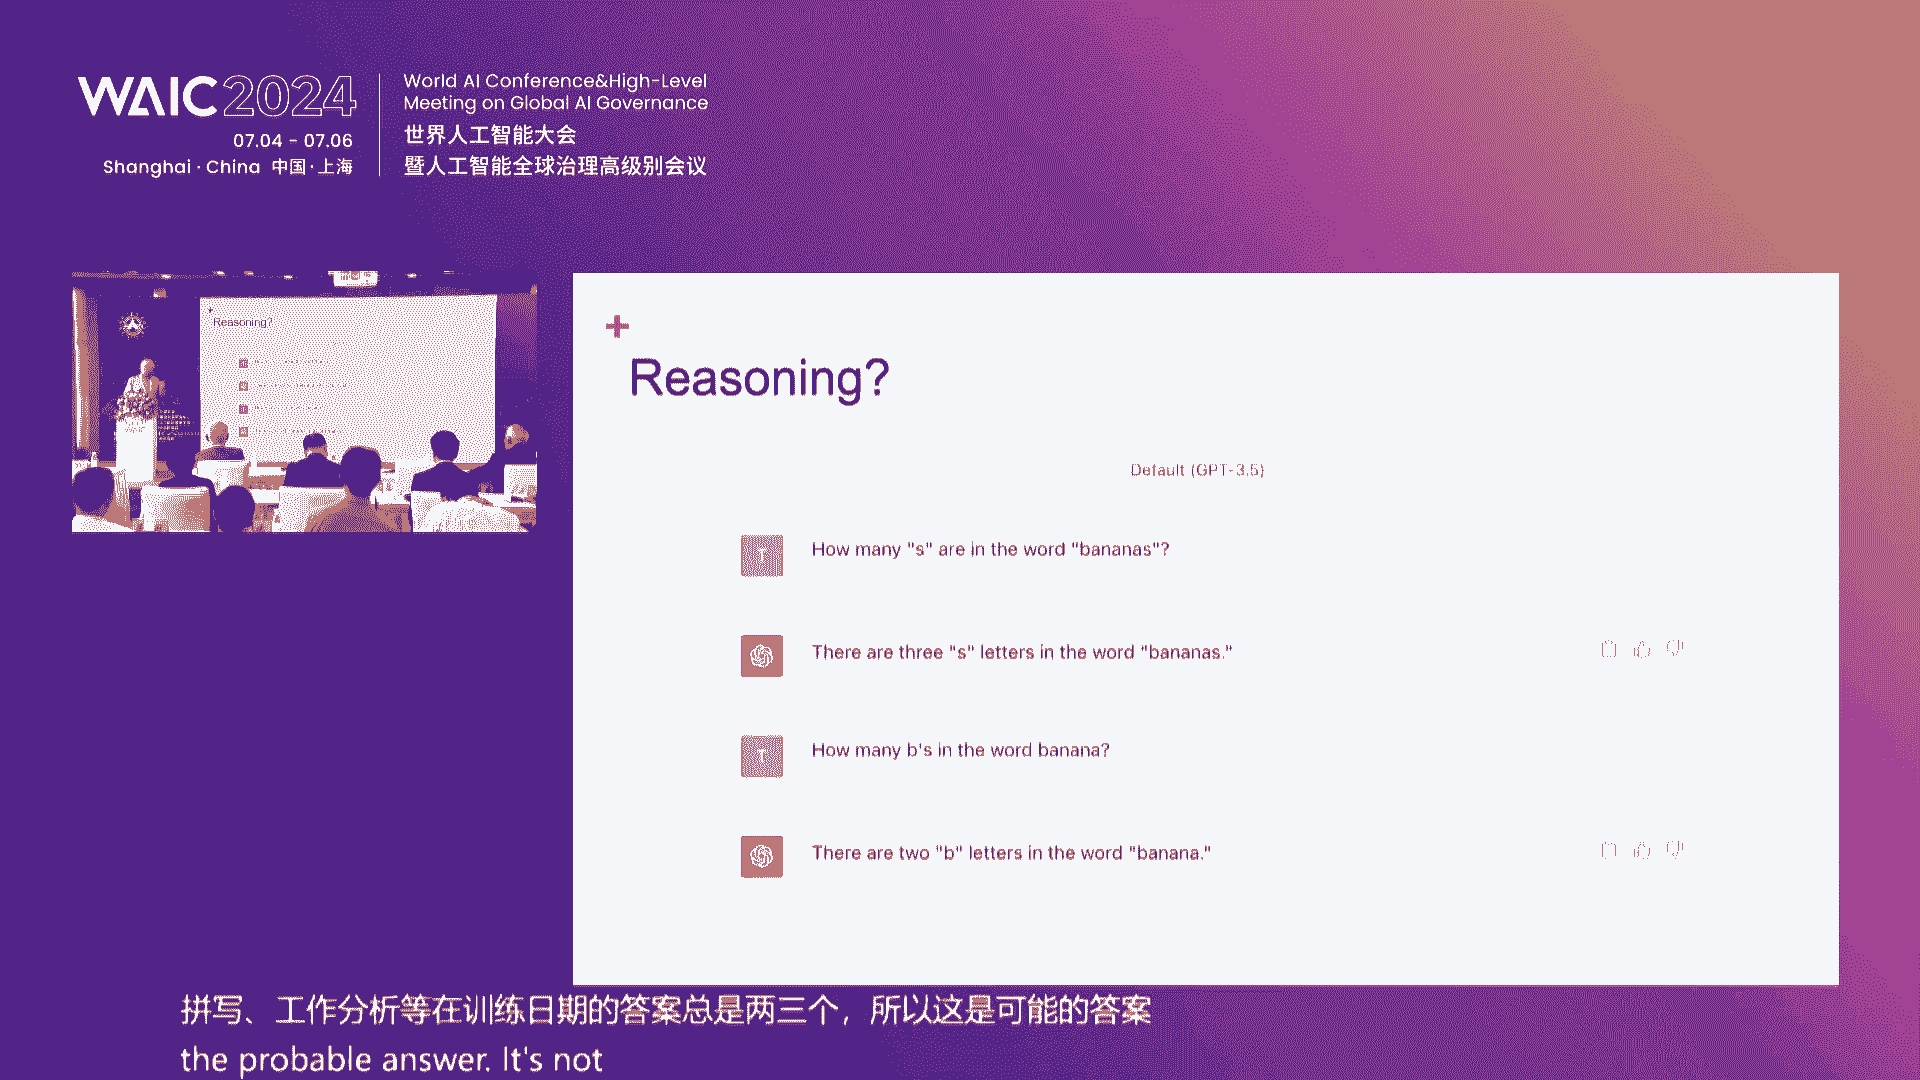 WAIC 2024
07.04 - 07.06
Shanghai · China 中国·上海
World AI Conference&High-Level
Meeting on Global AI Governance
世界人工智能大会
暨人工智能全球治理高级别会议
Reasoning?
Reasoning?
Default (GPT-3.5)
T
How many "s" are in the word "bananas"?
There are three "s" letters in the word "bananas."
T
How many b's in the word banana?
There are two "b" letters in the word "banana."
拼写、工作分析等在训练日期的答案总是两三个，所以这是可能的答案
the probable answer. It's not